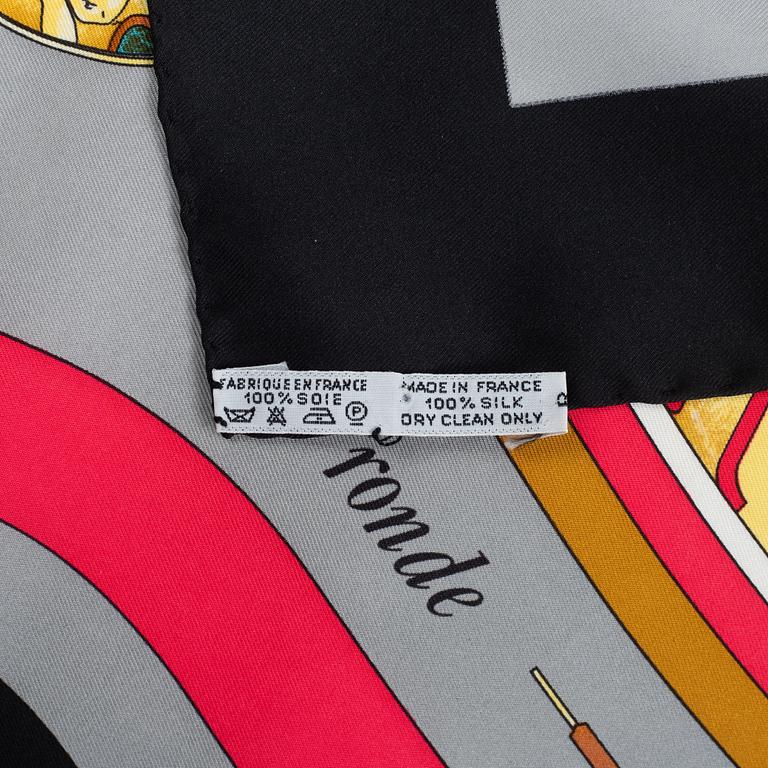 FABRIQUE EN FRANCE
100% SOIE
P
MADE IN FRANCE
100% SILK
DRY CLEAN ONLY
ronde